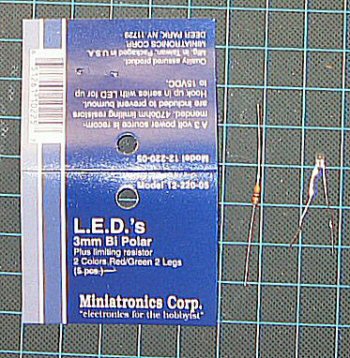 DEER PARK, NY 11729
MINIATRONICS CORP.
Mfg. in Taiwan, Packaged in U.S.A.
Quality assured product.
to 15VDC.
Hook up in series with LED for up
are included to prevent burnout.
mended. 470ohm limiting resistors
A volt power source is recom-
Model 12-220-05
Model 12-220-05
L.E.D.'s
3mm Bi Polar
Plus limiting resistor
2 Colors, Red/Green 2 Legs
(5 pcs.)
Miniatronics Corp.
"electronics for the hobbyist"